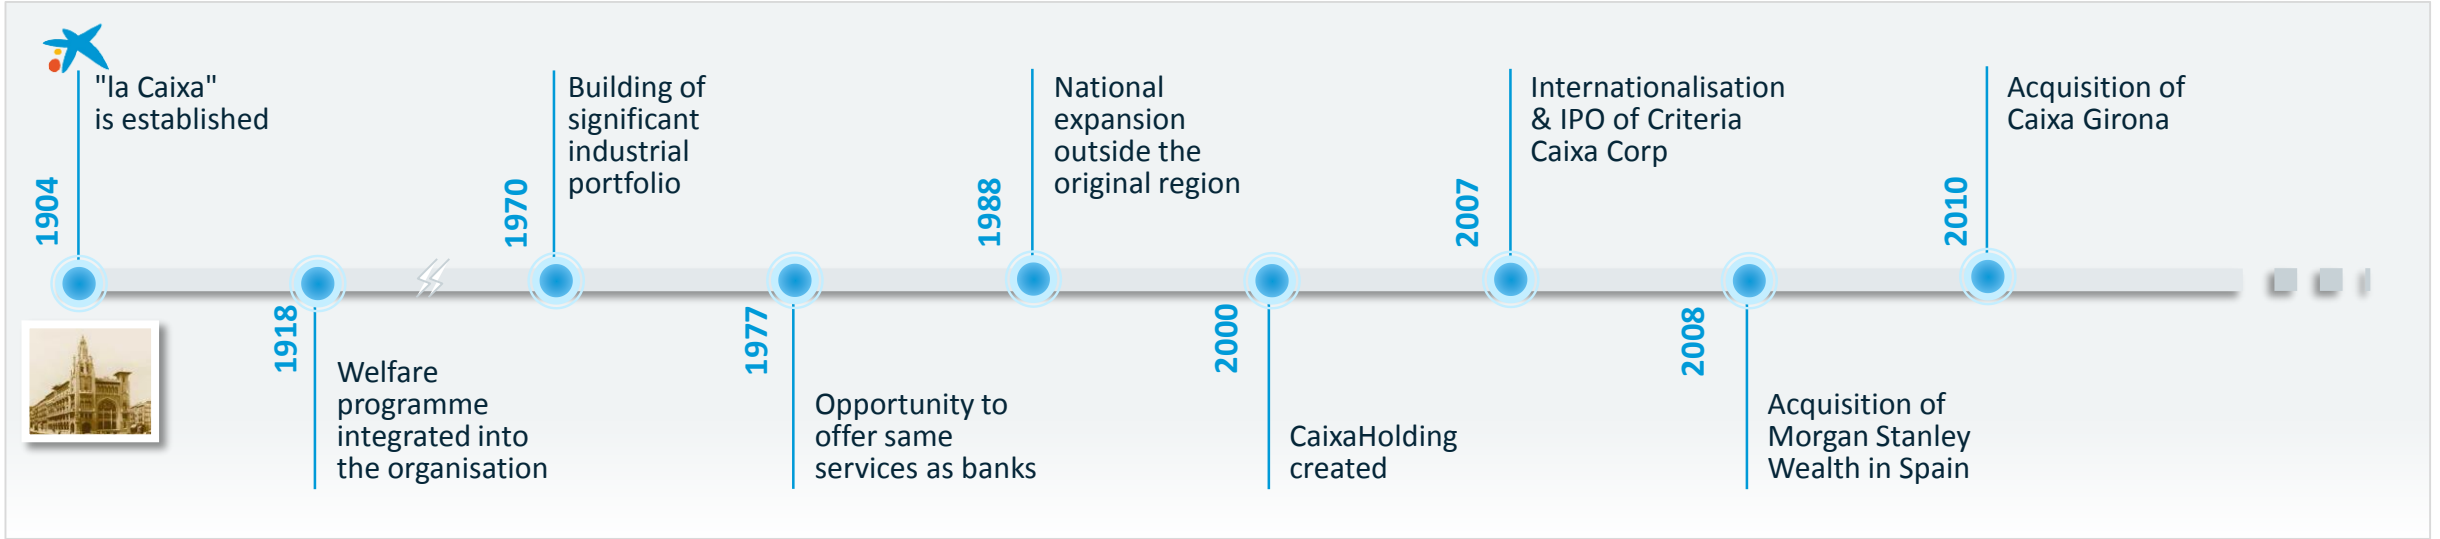 1904
"la Caixa"
is established
1918
Welfare
programme
integrated into
the organisation
1970
Building of
significant
industrial
portfolio
1977
Opportunity to
offer same
services as banks
1988
National
expansion
outside the
original region
2000
CaixaHolding
created
2007
Internationalisation
& IPO of Criteria
Caixa Corp
2008
Acquisition of
Morgan Stanley
Wealth in Spain
2010
Acquisition of
Caixa Girona